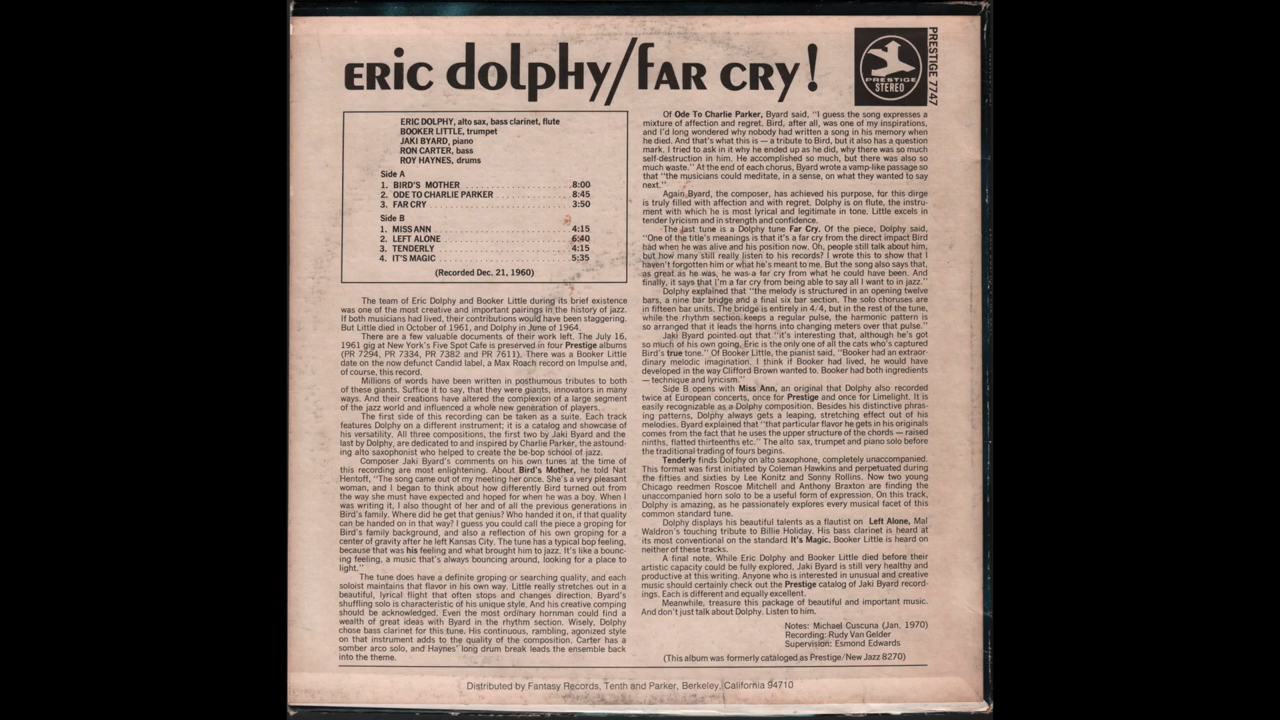 ERIC dOLPHY/FAR CRY!
PRESTIGE
STEREO
PRESTIGE 7747
ERIC DOLPHY, alto sax, bass clarinet, flute
BOOKER LITTLE, trumpet
JAKI BYARD, piano
RON CARTER, bass
ROY HAYNES, drums
Side A
1. BIRD'S MOTHER 8:00
2. ODE TO CHARLIE PARKER 8:45
3. FAR CRY 3:50
Side B
1. MISS ANN 4:15
2. LEFT ALONE 6:40
3. TENDERLY 4:15
4. IT'S MAGIC 5:35
(Recorded Dec. 21, 1960)
The team of Eric Dolphy and Booker Little during its brief existence
was one of the most creative and important pairings in the history of jazz.
If both musicians had lived, their contributions would have been staggering.
But Little died in October of 1961, and Dolphy in June of 1964.
There are a few valuable documents of their work left. The July 16,
1961 gig at New York's Five Spot Cafe is preserved in four Prestige albums
(PR 7294, PR 7334, PR 7382 and PR 7611). There was a Booker Little
date on the now defunct Candid label, a Max Roach record on Impulse and,
of course, this record.
Millions of words have been written in posthumous tributes to both
of these giants. Suffice it to say, that they were giants, innovators in many
ways. And their creations have altered the complexion of a large segment
of the jazz world and influenced a whole new generation of players.
The first side of this recording can be taken as a suite. Each track
features Dolphy on a different instrument; it is a catalog and showcase of
his versatility. All three compositions, the first two by Jaki Byard and the
last by Dolphy, are dedicated to and inspired by Charlie Parker, the astound-
ing alto saxophonist who helped to create the be-bop school of jazz.
Composer Jaki Byard's comments on his own tunes at the time of
this recording are most enlightening. About Bird's Mother, he told Nat
Hentoff, "The song came out of my meeting her once. She's a very pleasant
woman, and I began to think about how differently Bird turned out from
the way she must have expected and hoped for when he was a boy. When I
was writing it, I also thought of her and all of the previous generations in
Bird's family. Where did he get that genius? Who handed it on, if that quality
can be handed on in that way? I guess you could call the piece a groping for
Bird's family background, and also a reflection of his own groping for a
center of gravity after he left Kansas City. The tune has a typical bop feeling,
because that was his feeling and what brought him to jazz. It's like a bounc-
ing feeling, a music that's always bouncing around, looking for a place to
light."
The tune does have a definite groping or searching quality, and each
soloist maintains that flavor in his own way. Little really stretches out in a
beautiful, lyrical flight that often stops and changes direction. Byard's
shuffling solo is characteristic of his unique style. And his creative comping
should be acknowledged. Even the most ordinary hornman could find a
wealth of great ideas with Byard in the rhythm section. Wisely, Dolphy
chose bass clarinet for this tune. His continuous, rambling, agonized style
on that instrument adds to the quality of the composition. Carter has a
somber arco solo, and Haynes' long drum break leads the ensemble back
into the theme.
Of Ode To Charlie Parker, Byard said, "I guess the song expresses a
mixture of affection and regret. Bird, after all, was one of my inspirations,
and I'd long wondered why nobody had written a song in his memory when
he died. And that's what this is — a tribute to Bird, but it also has a question
mark. I tried to ask in it why he ended up as he did, why there was so much
self-destruction in him. He accomplished so much, but there was also so
much waste." At the end of each chorus, Byard wrote a vamp-like passage so
that "the musicians could meditate, in a sense, on what they wanted to say
next."
Again Byard, the composer, has achieved his purpose, for this dirge
is truly filled with affection and with regret. Dolphy is on flute, the instru-
ment with which he is most lyrical and legitimate in tone. Little excels in
tender lyricism and in strength and confidence.
The last tune is a Dolphy tune Far Cry. Of the piece, Dolphy said,
"One of the title's meanings is that it's a far cry from the direct impact Bird
had when he was alive and his position now. Oh, people still talk about him,
but how many still really listen to his records? I wrote this to show that I
haven't forgotten him or what he's meant to me. But the song also says that,
as great as he was, he was a far cry from what he could have been. And
finally, it says that I'm a far cry from being able to say all I want to in jazz."
Dolphy explained that "the melody is structured in an opening twelve
bars, a nine bar bridge and a final six bar section. The solo choruses are
in fifteen bar units. The bridge is entirely in 4/4, but in the rest of the tune,
while the rhythm section keeps a regular pulse, the harmonic pattern is
so arranged that it leads the horns into changing meters over that pulse."
Jaki Byard pointed out that "it's interesting that, although he's got
so much of his own going, Eric is the only one of all the cats who's captured
Bird's true tone." Of Booker Little, the pianist said, "Booker had an extraor-
dinary melodic imagination. I think if Booker had lived, he would have
developed in the way Clifford Brown wanted to. Booker had both ingredients
— technique and lyricism."
Side B opens with Miss Ann, an original that Dolphy also recorded
twice at European concerts, once for Prestige and once for Limelight. It is
easily recognizable as a Dolphy composition. Besides his distinctive phras-
ing patterns, Dolphy always gets a leaping, stretching effect out of his
melodies. Byard explained that "that particular flavor he gets in his originals
comes from the fact that he uses the upper structure of the chords — raised
ninths, flatted thirteenths etc." The alto sax, trumpet and piano solo before
the traditional trading of fours begins.
Tenderly finds Dolphy on alto saxophone, completely unaccompanied.
This format was first initiated by Coleman Hawkins and perpetuated during
the fifties and sixties by Lee Konitz and Sonny Rollins. Now two young
Chicago reedmen Roscoe Mitchell and Anthony Braxton are finding the
unaccompanied horn solo to be a useful form of expression. On this track,
Dolphy is amazing, as he passionately explores every musical facet of this
common standard tune.
Dolphy displays his beautiful talents as a flautist on Left Alone, Mal
Waldron's touching tribute to Billie Holiday. His bass clarinet is heard at
its most conventional on the standard It's Magic. Booker Little is heard on
neither of these tracks.
A final note. While Eric Dolphy and Booker Little died before their
artistic capacity could be fully explored, Jaki Byard is still very healthy and
productive at this writing. Anyone who is interested in unusual and creative
music should certainly check out the Prestige catalog of Jaki Byard record-
ings. Each is different and equally excellent.
Meanwhile, treasure this package of beautiful and important music.
And don't just talk about Dolphy. Listen to him.
Notes: Michael Cuscuna (Jan. 1970)
Recording: Rudy Van Gelder
Supervision: Esmond Edwards
(This album was formerly cataloged as Prestige/New Jazz 8270)
Distributed by Fantasy Records, Tenth and Parker, Berkeley, California 94710